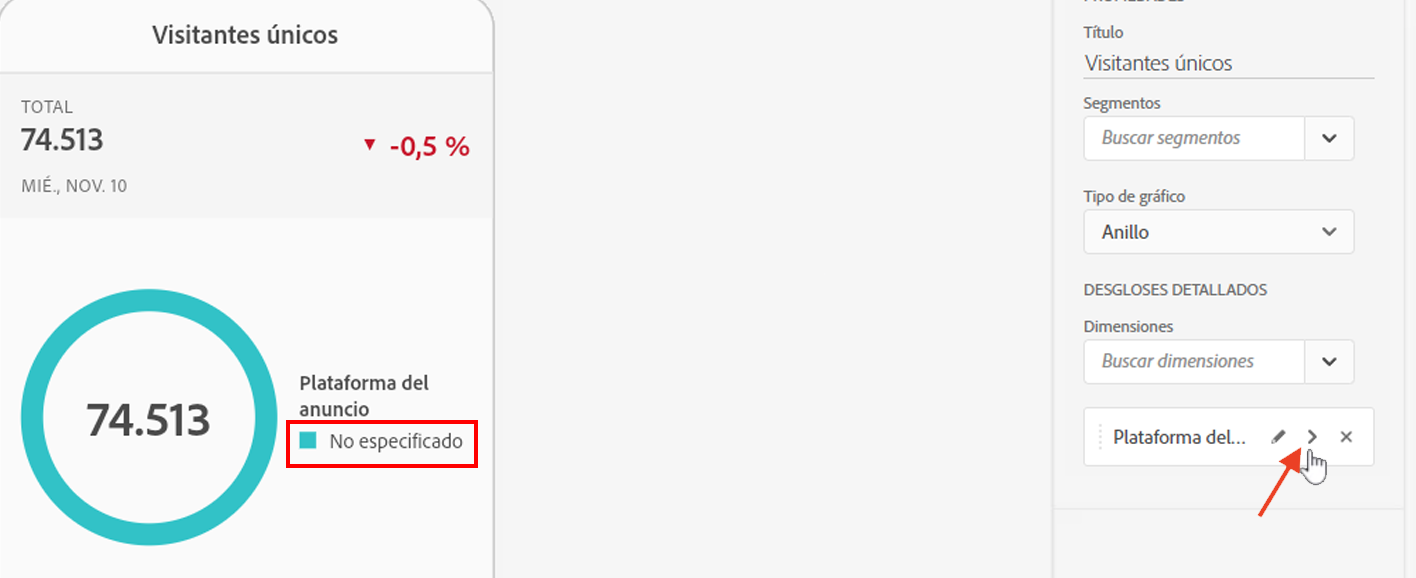 Visitantes únicos
TOTAL
74.513
-0,5 %
MIÉ., NOV. 10
74.513
Plataforma del
anuncio
No especificado
Título
Visitantes únicos
Segmentos
Buscar segmentos
Tipo de gráfico
Anillo
DESGLOSES DETALLADOS
Dimensiones
Buscar dimensiones
Plataforma del...